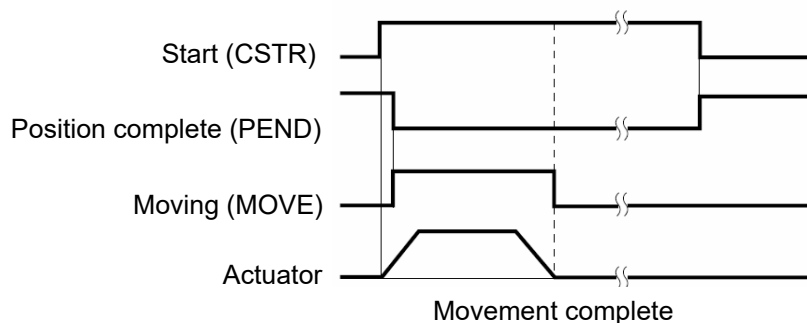 Start (CSTR)
Position complete (PEND)
Moving (MOVE)
Actuator
Movement complete